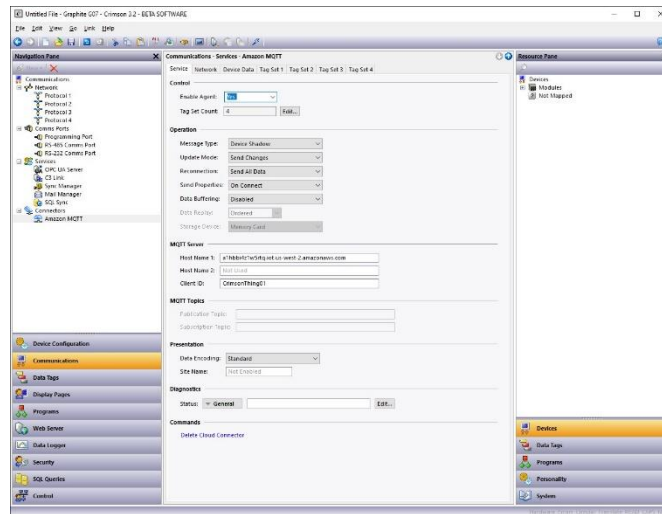 Untitled File - Graphite G07 - Crimson 3.2 - BETA SOFTWARE
File Edit View Go Link Help
Navigation Pane
Communications
Network
Protocol 1
Protocol 2
Protocol 3
Protocol 4
Comms Ports
Programming Port
RS-485 Comms Port
RS-232 Comms Port
Services
OPC UA Server
C3 Link
Sync Manager
Mail Manager
SQL Sync
Connectors
Amazon MQTT
Device Configuration
Communications
Data Tags
Display Pages
Programs
Web Server
Data Logger
Security
SQL Queries
Control
Communications - Services - Amazon MQTT
Service Network Device Data Tag Set 1 Tag Set 2 Tag Set 3 Tag Set 4
Control
Enable Agent: Yes
Tag Set Count: 4 Edit...
Operation
Message Type: Device Shadow
Update Mode: Send Changes
Reconnection: Send All Data
Send Properties: On Connect
Data Buffering: Disabled
Data Replay: Ordered
Storage Device: Memory Card
MQTT Server
Host Name 1:
Host Name 2: Not Used
Client ID: CrimsonThing01
MQTT Topics
Publication Topic:
Subscription Topic:
Presentation
Data Encoding: Standard
Site Name: Not Enabled
Diagnostics
Status: General Edit...
Commands
Delete Cloud Connector
Resource Pane
Devices
Modules
Not Mapped
Devices
Data Tags
Programs
Personality
System